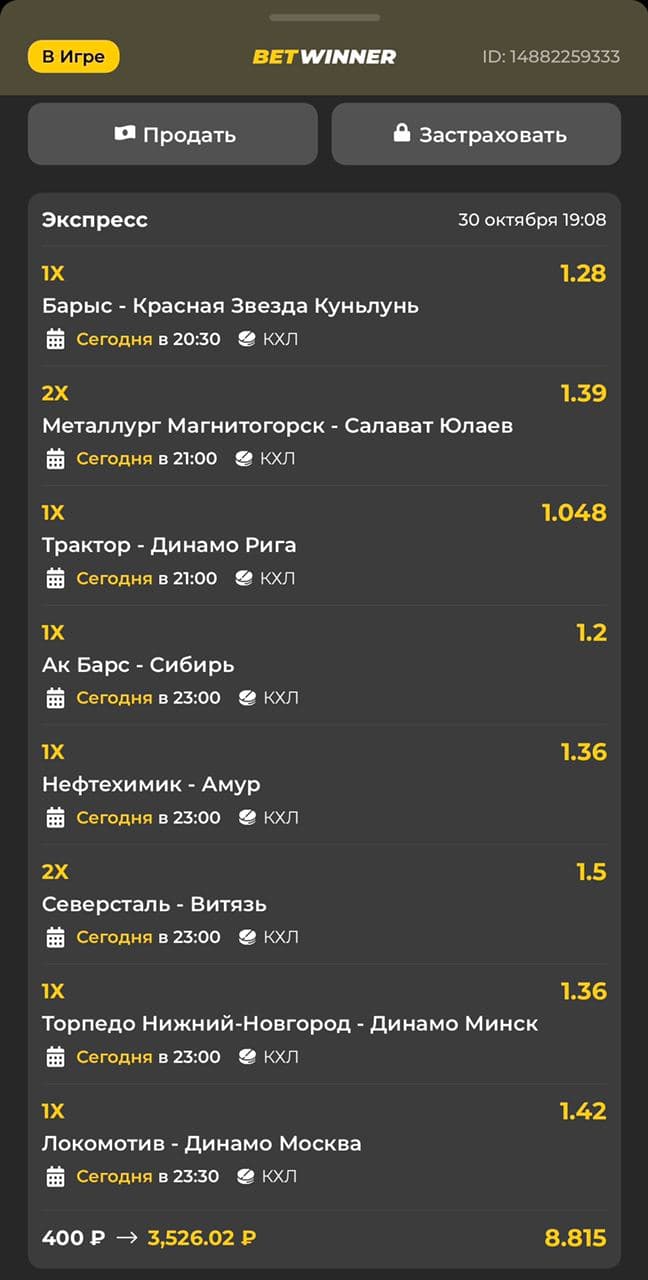 В Игре BETWINNER ID: 14882259333
Продать Застраховать
Экспресс 30 октября 19:08
1X 1.28
Барыс - Красная Звезда Куньлунь
Сегодня в 20:30 КХЛ
2X 1.39
Металлург Магнитогорск - Салават Юлаев
Сегодня в 21:00 КХЛ
1X 1.048
Трактор - Динамо Рига
Сегодня в 21:00 КХЛ
1X 1.2
Ак Барс - Сибирь
Сегодня в 23:00 КХЛ
1X 1.36
Нефтехимик - Амур
Сегодня в 23:00 КХЛ
2X 1.5
Северсталь - Витязь
Сегодня в 23:00 КХЛ
1X 1.36
Торпедо Нижний-Новгород - Динамо Минск
Сегодня в 23:00 КХЛ
1X 1.42
Локомотив - Динамо Москва
Сегодня в 23:30 КХЛ
400 ₽ → 3,526.02 ₽ 8.815